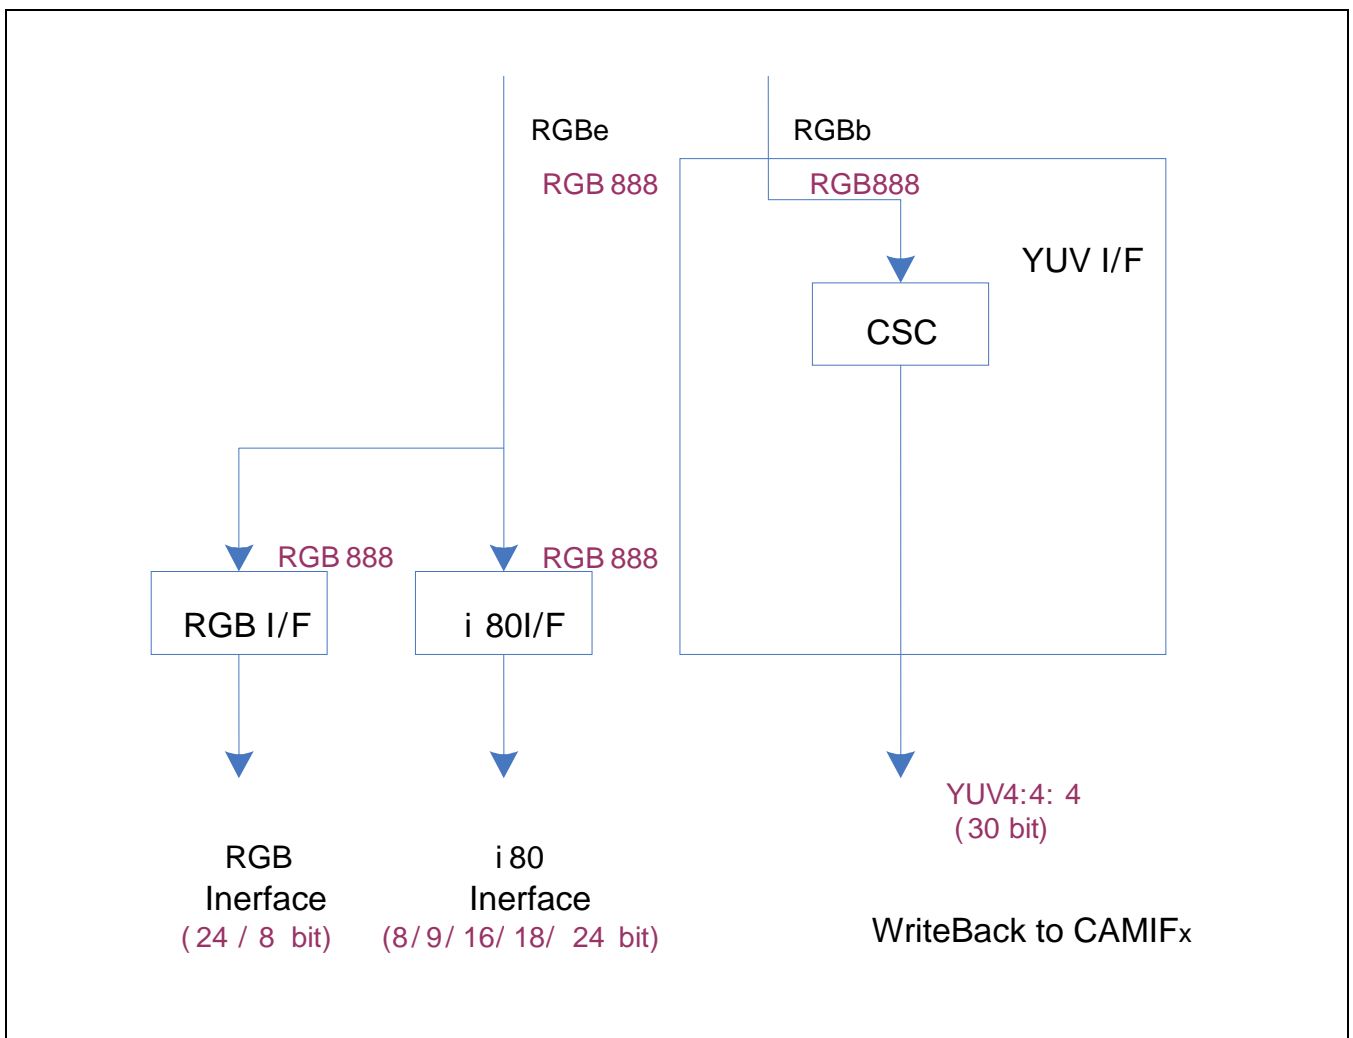 RGBe
RGBb
RGB 888
RGB888
YUV I/F
CSC
RGB 888
RGB 888
RGB I/F
i 80I/F
YUV4:4: 4
(30 bit)
RGB
Inerface
(24 / 8 bit)
i 80
Inerface
(8/9/ 16/ 18/ 24 bit)
WriteBack to CAMIFx